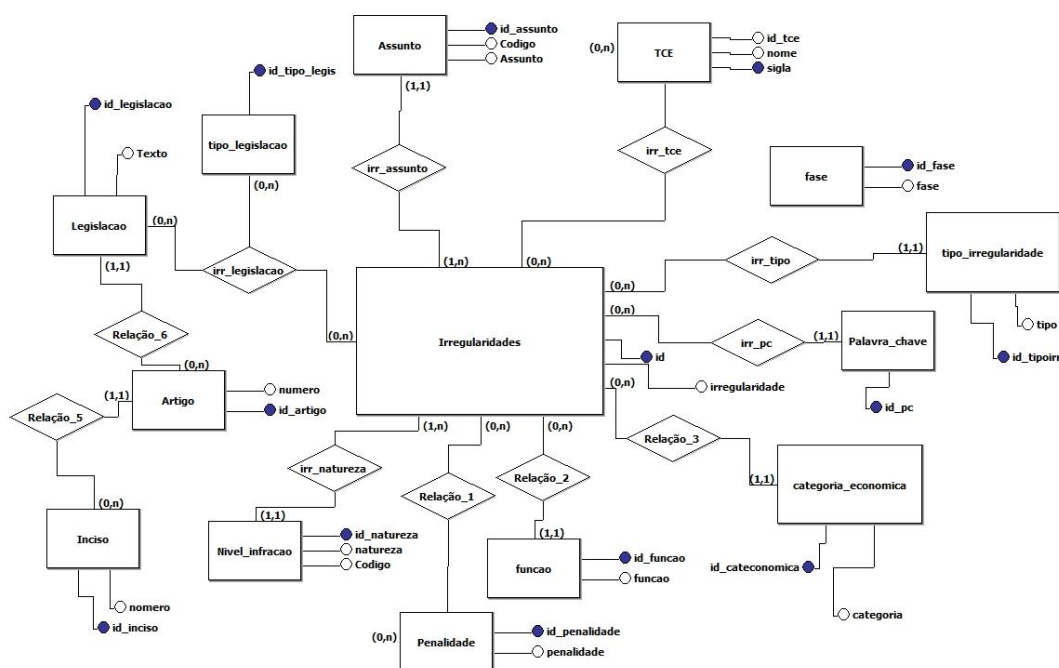 Assunto
id_assunto
Codigo
Assunto
(1,1)
(0,n)
TCE
id_tce
nome
sigla
id_tipo_legis
id_legislacao
tipo_legislacao
Texto
(0,n)
irr_assunto
irr_tce
fase
id_fase
fase
Legislacao
(0,n)
(1,1)
irr_legislacao
(0,n)
(1,n)
(0,n)
Irregularidades
(0,n)
irr_tipo
(1,1)
tipo_irregularidade
tipo
id_tipoirr
(0,n)
irr_pc
(1,1)
Palavra_chave
id_pc
id
irregularidade
(0,n)
Relação_6
(0,n)
Artigo
numero
id_artigo
(1,1)
Relação_5
(0,n)
Inciso
nomero
id_inciso
(1,n)
(0,n)
(0,n)
irr_natureza
Relação_1
Relação_2
Relação_3
(1,1)
categoria_economica
id_cateconomica
categoria
(1,1)
Nivel_infracao
id_natureza
natureza
Codigo
(1,1)
funcao
id_funcao
funcao
(0,n)
Penalidade
id_penalidade
penalidade